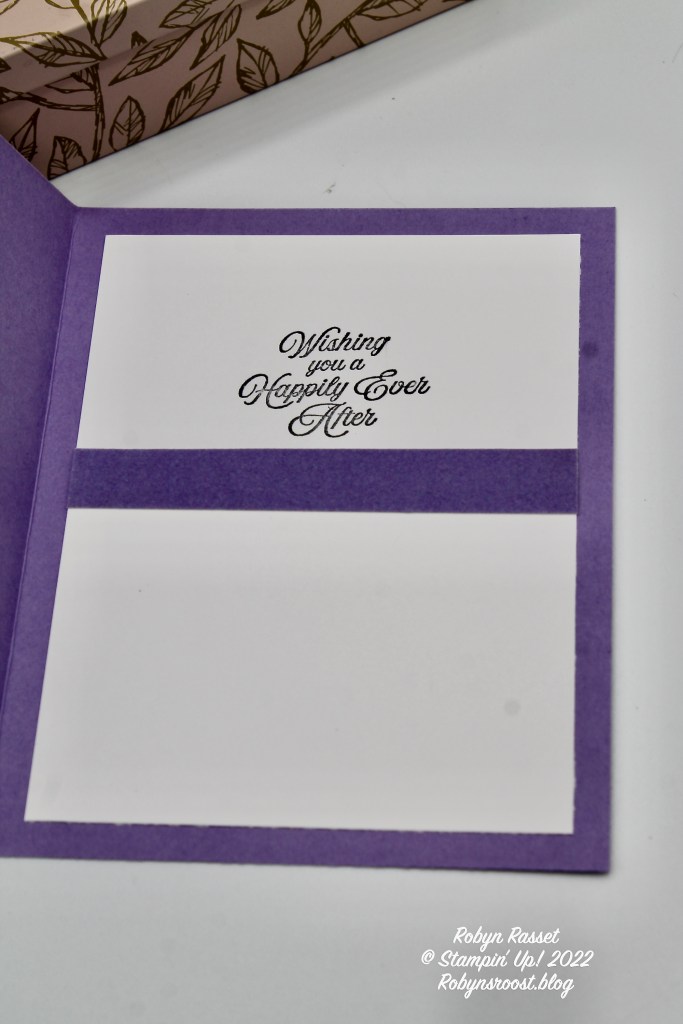 Wishing
you a
Happily Ever
After
Robyn Rasset
© Stampin' Up! 2022
Robynsroost.blog